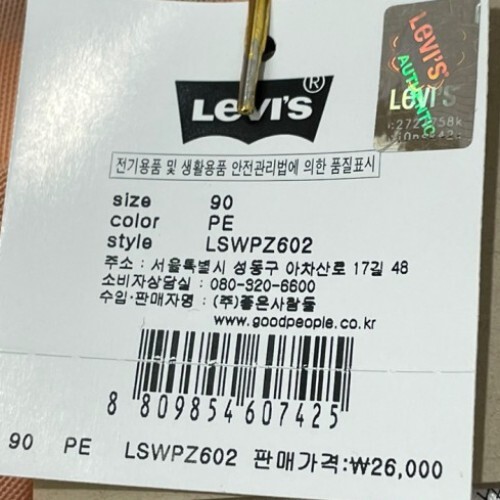 LEVI'S®
LEVI'S
AUTHENTIC
LEVI'S
전기용품 및 생활용품 안전관리법에 의한 품질표시
size 90
color PE
style LSWPZ602
주소 : 서울특별시 성동구 아차산로 17길 48
소비자상담실 : 080-320-6600
수입·판매자명 : (주)좋은사람들
www.goodpeople.co.kr
8 809854 607425
90 PE LSWPZ602 판매가격:₩26,000